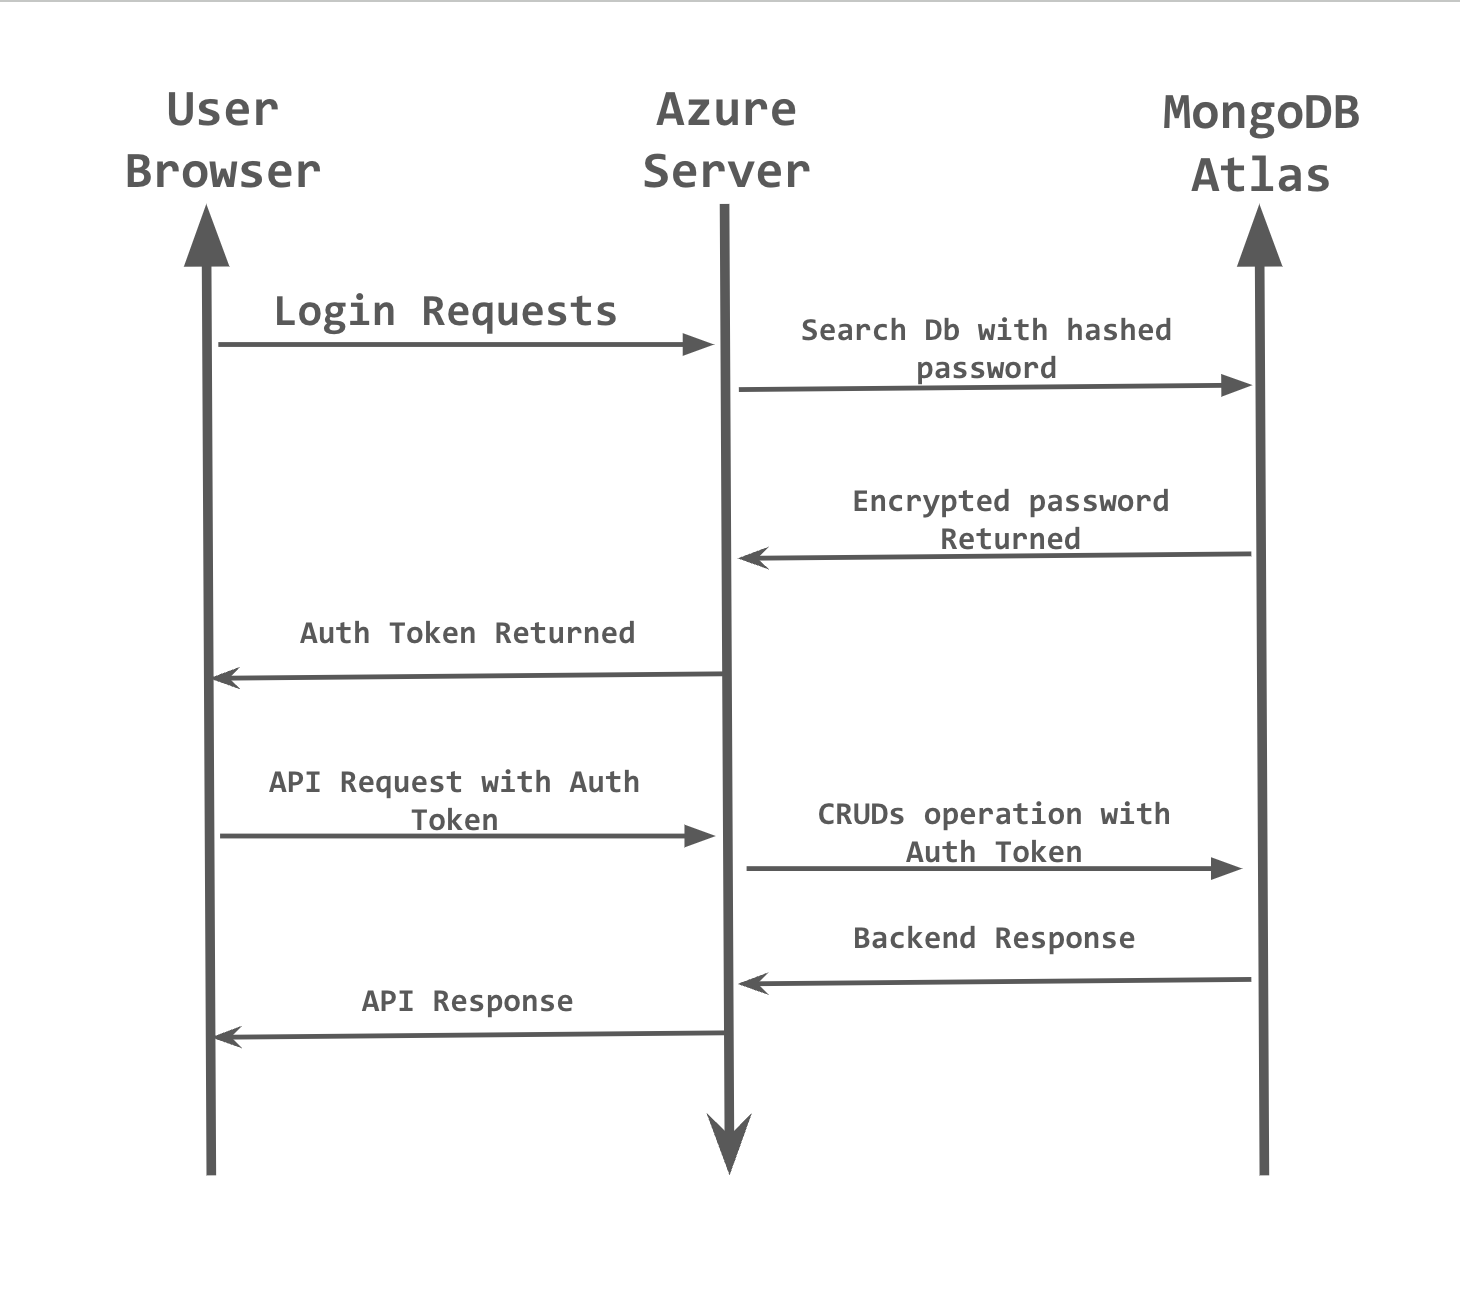 User
Browser
Azure
Server
MongoDB
Atlas
Login Requests
Search Db with hashed
password
Encrypted password
Returned
Auth Token Returned
API Request with Auth
Token
CRUDs operation with
Auth Token
Backend Response
API Response